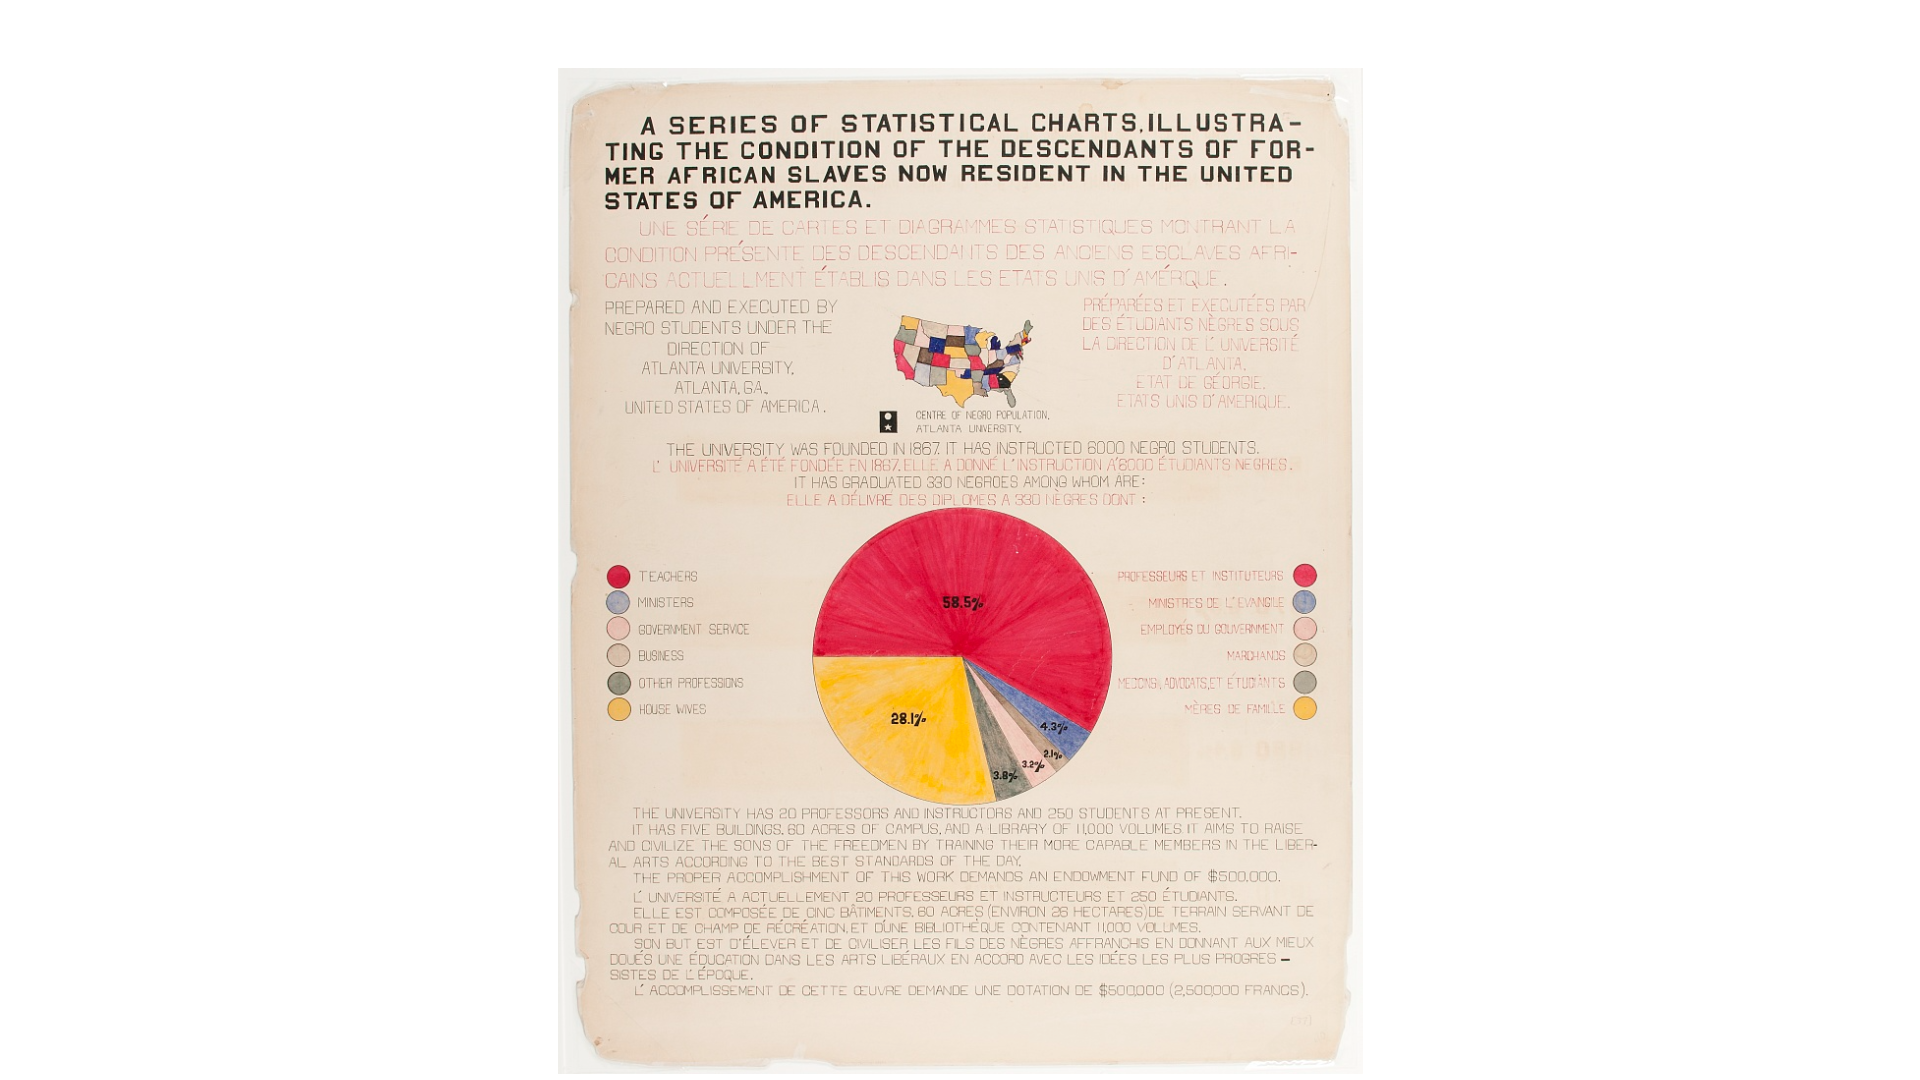 A SERIES OF STATISTICAL CHARTS, ILLUSTRA-
TING THE CONDITION OF THE DESCENDANTS OF FOR-
MER AFRICAN SLAVES NOW RESIDENT IN THE UNITED
STATES OF AMERICA.
UNE SÉRIE DE CARTES ET DIAGRAMMES STATISTIQUES MONTRANT LA
CONDITION PRÉSENTE DES DESCENDANTS DES ANCIENS ESCLAVES AFRI-
CAINS ACTUELLMENT ÉTABLIS DANS LES ETATS UNIS D'AMÉRIQUE.
PREPARED AND EXECUTED BY
NEGRO STUDENTS UNDER THE
DIRECTION OF
ATLANTA UNIVERSITY,
ATLANTA, GA.,
UNITED STATES OF AMERICA.
PRÉPARÉES ET EXECUTÉES PAR
DES ÉTUDIANTS NÈGRES SOUS
LA DIRECTION DE L'UNIVERSITÉ
D'ATLANTA,
ETAT DE GÉORGIE,
ETATS UNIS D'AMERIQUE.
CENTRE OF NEGRO POPULATION.
ATLANTA UNIVERSITY.
THE UNIVERSITY WAS FOUNDED IN 1867. IT HAS INSTRUCTED 6000 NEGRO STUDENTS.
L'UNIVERSITÉ A ÉTÉ FONDÉE EN 1867. ELLE A DONNÉ L'INSTRUCTION A' 6000 ÉTUDIANTS NEGRES.
IT HAS GRADUATED 330 NEGROES AMONG WHOM ARE:
ELLE A DÉLIVRÉ DES DIPLOMES A 330 NÈGRES DONT :
TEACHERS
MINISTERS
GOVERNMENT SERVICE
BUSINESS
OTHER PROFESSIONS
HOUSE WIVES
58.5%
28.1%
4.3%
2.1%
3.2%
3.8%
PROFESSEURS ET INSTITUTEURS
MINISTRES DE L'EVANGILE
EMPLOYÉS DU GOUVERNMENT
MARCHANDS
MEDCINS, ADVOCATS, ET ÉTUDIANTS
MÈRES DE FAMILLE
THE UNIVERSITY HAS 20 PROFESSORS AND INSTRUCTORS AND 250 STUDENTS AT PRESENT.
IT HAS FIVE BUILDINGS, 60 ACRES OF CAMPUS, AND A LIBRARY OF 11,000 VOLUMES. IT AIMS TO RAISE
AND CIVILIZE THE SONS OF THE FREEDMEN BY TRAINING THEIR MORE CAPABLE MEMBERS IN THE LIBER-
AL ARTS ACCORDING TO THE BEST STANDARDS OF THE DAY.
THE PROPER ACCOMPLISHMENT OF THIS WORK DEMANDS AN ENDOWMENT FUND OF $500,000.
L'UNIVERSITÉ A ACTUELLEMENT 20 PROFESSEURS ET INSTRUCTEURS ET 250 ÉTUDIANTS.
ELLE EST COMPOSÉE DE CINC BÂTIMENTS, 60 ACRES (ENVIRON 26 HECTARES) DE TERRAIN SERVANT DE
COUR ET DE CHAMP DE RÉCRÉATION, ET D'UNE BIBLIOTHÈQUE CONTENANT 11,000 VOLUMES.
SON BUT EST D'ÉLEVER ET DE CIVILISER LES FILS DES NÈGRES AFFRANCHIS EN DONNANT AUX MIEUX
DOUÉS UNE ÉDUCATION DANS LES ARTS LIBÉRAUX EN ACCORD AVEC LES IDÉES LES PLUS PROGRES-
SISTES DE L'ÉPOQUE.
L'ACCOMPLISSEMENT DE CETTE ŒUVRE DEMANDE UNE DOTATION DE $500,000 (2,500,000 FRANCS).